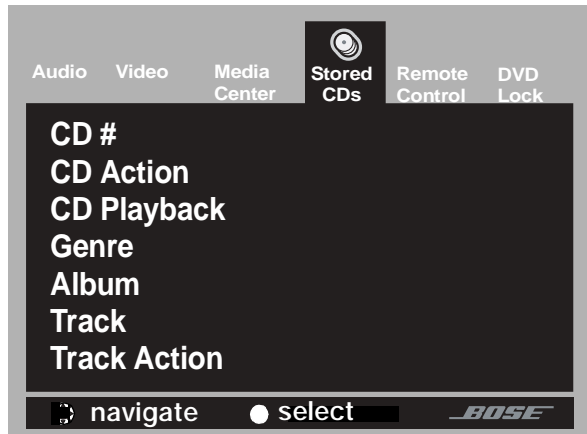 Audio Video Media Center Stored CDs Remote Control DVD Lock
CD #
CD Action
CD Playback
Genre
Album
Track
Track Action
navigate select BOSE